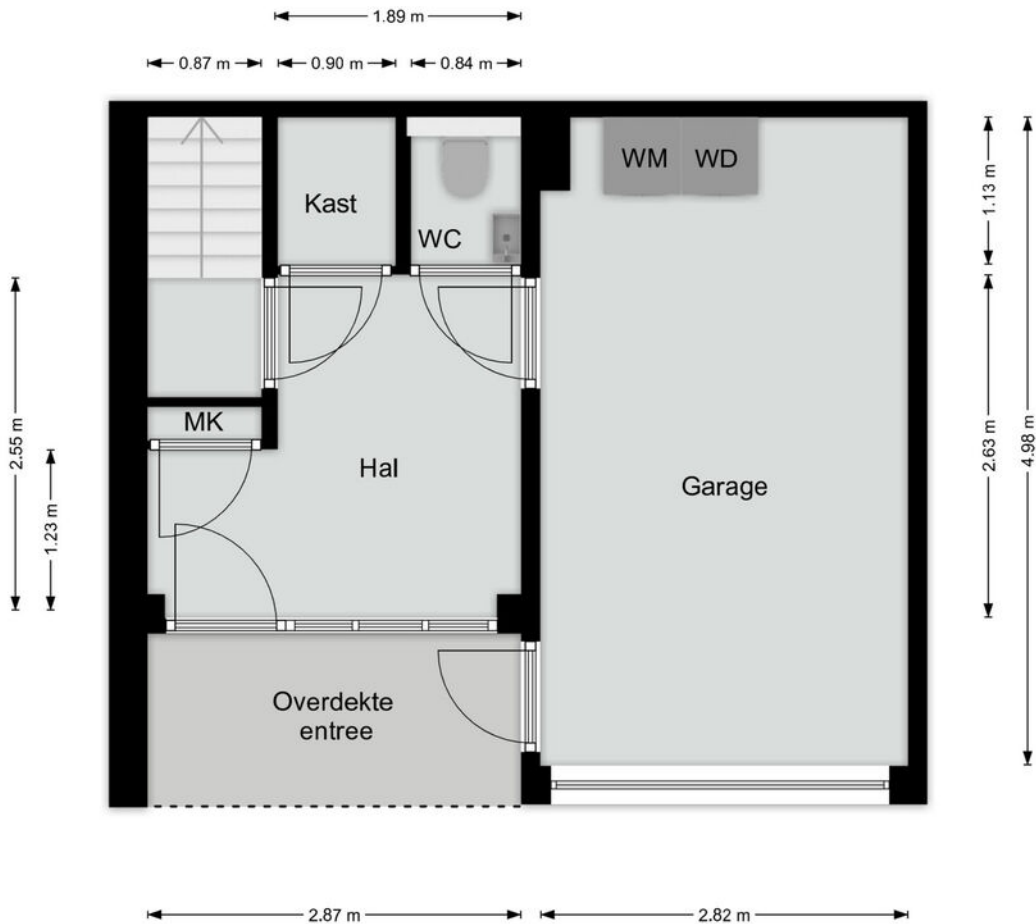 1.89 m
0.87 m
0.90 m
0.84 m
WM
WD
Kast
WC
1.13 m
MK
Hal
Garage
2.55 m
1.23 m
2.63 m
4.98 m
Overdekte
entree
2.87 m
2.82 m